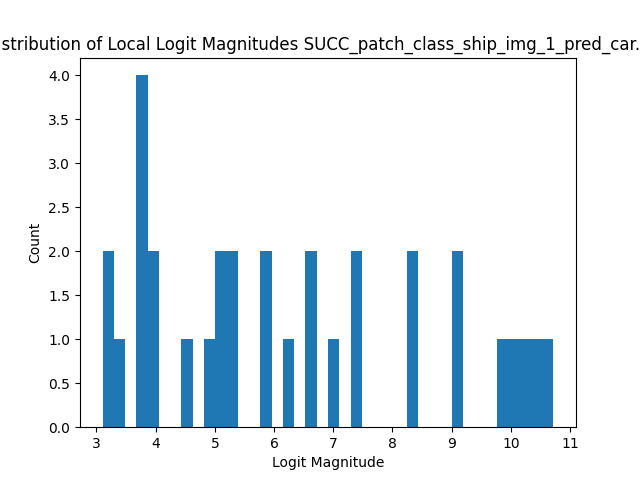 stribution of Local Logit Magnitudes SUCC_patch_class_ship_img_1_pred_car.
4.0
3.5
3.0
2.5
2.0
1.5
1.0
0.5
0.0
Count
3 4 5 6 7 8 9 10 11
Logit Magnitude